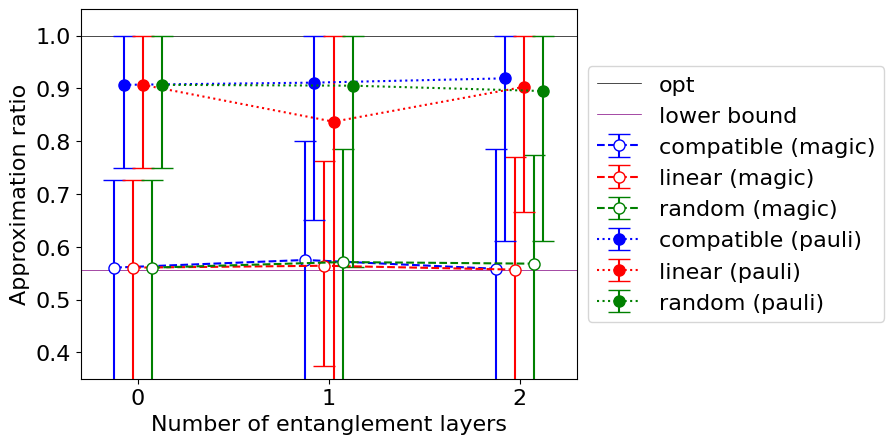 1.0
0.9
0.8
0.7
0.6
0.5
0.4
Approximation ratio
0
1
2
Number of entanglement layers
opt
lower bound
compatible (magic)
linear (magic)
random (magic)
compatible (pauli)
linear (pauli)
random (pauli)